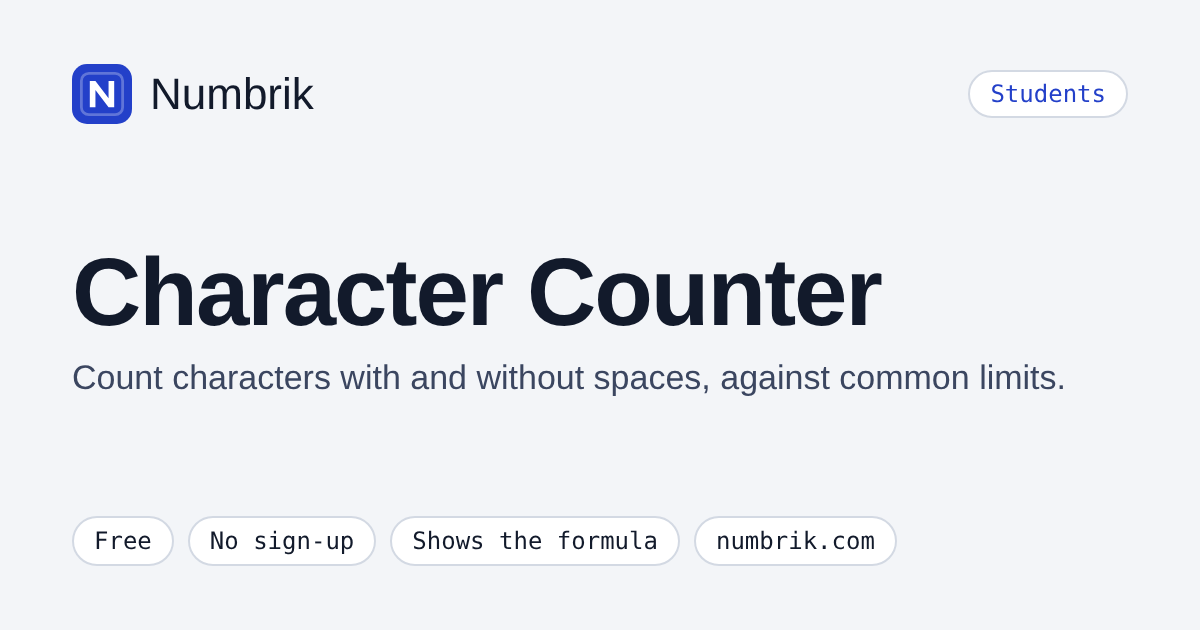 N Numbrik
Students
Character Counter
Count characters with and without spaces, against common limits.
Free
No sign-up
Shows the formula
numbrik.com